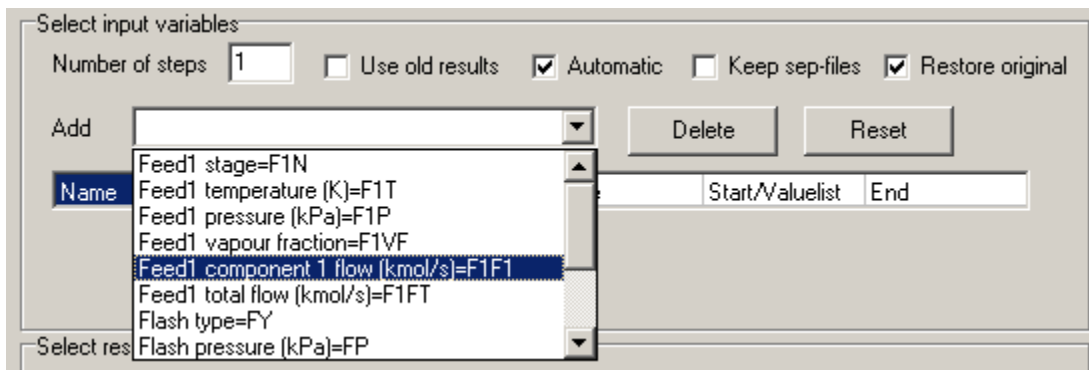 Select input variables
Number of steps 1 Use old results Automatic Keep sep-files Restore original
Add Delete Reset
Feed1 stage=F1N
Feed1 temperature (K)=F1T
Name Start/Valuelist End
Feed1 pressure (kPa)=F1P
Feed1 vapour fraction=F1VF
Feed1 component 1 flow (kmol/s)=F1F1
Feed1 total flow (kmol/s)=F1FT
Flash type=FY
Select res Flash pressure (kPa)=FP